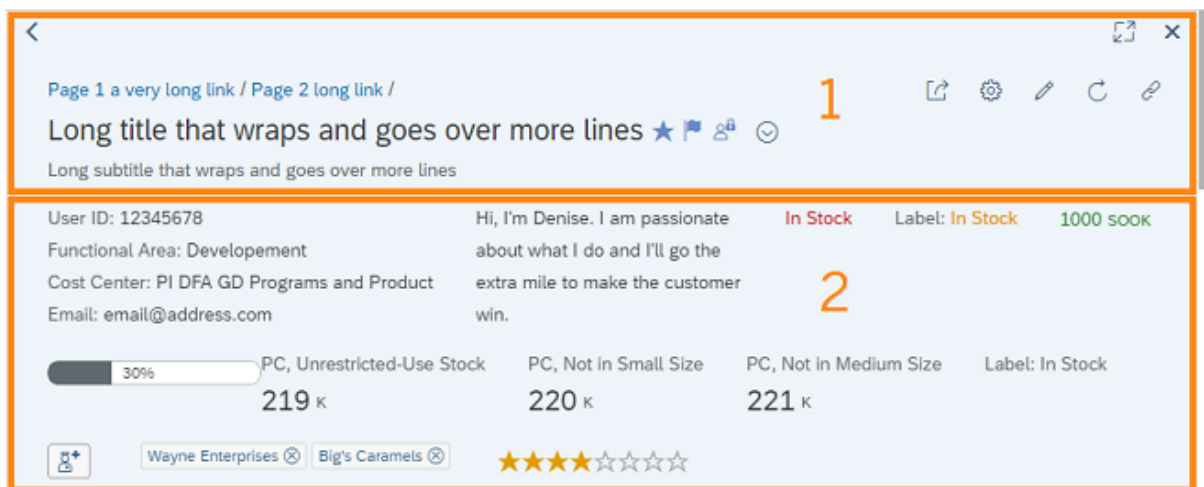 Page 1 a very long link / Page 2 long link /
1
Long title that wraps and goes over more lines
Long subtitle that wraps and goes over more lines
User ID: 12345678
Functional Area: Developement
Cost Center: PI DFA GD Programs and Product
Email: email@address.com
Hi, I'm Denise. I am passionate
about what I do and I'll go the
extra mile to make the customer
win.
In Stock
Label: In Stock
1000 SOOK
2
30%
PC, Unrestricted-Use Stock
219 K
PC, Not in Small Size
220 K
PC, Not in Medium Size
221 K
Label: In Stock
Wayne Enterprises
Big's Caramels